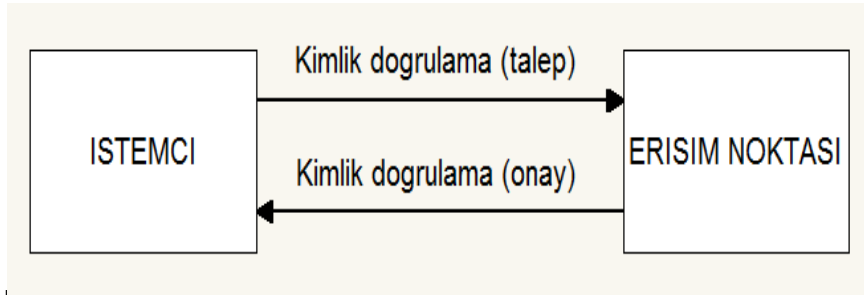 Kimlik dogrulama (talep)
ISTEMCI
ERISIM NOKTASI
Kimlik dogrulama (onay)